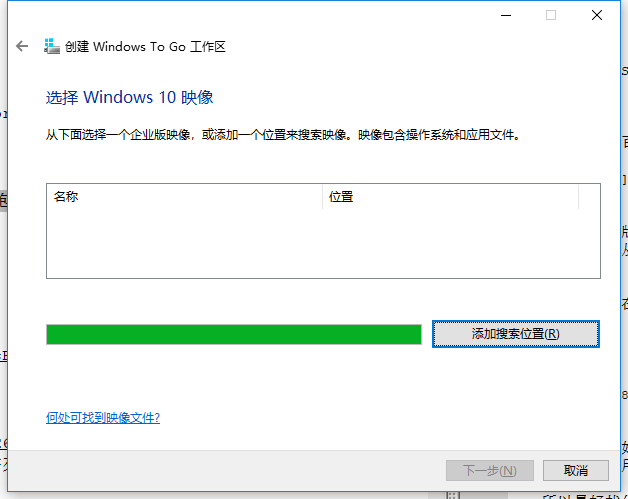 创建 Windows To Go 工作区
选择 Windows 10 映像
从下面选择一个企业版映像，或添加一个位置来搜索映像。映像包含操作系统和应用文件。
名称 位置
添加搜索位置(R)
何处可找到映像文件?
下一步(N) 取消